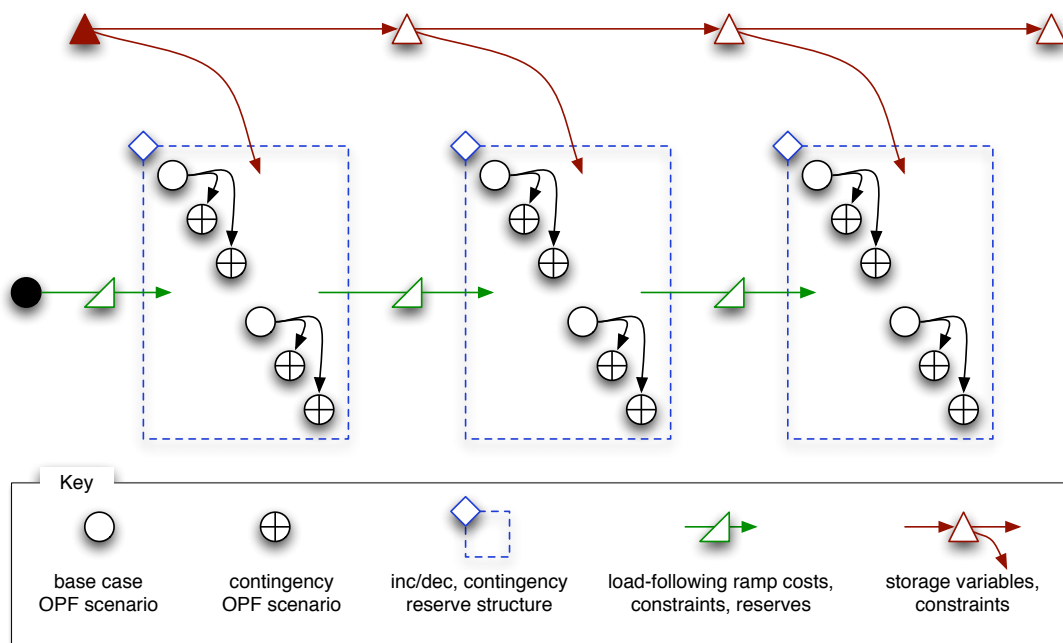 Key
base case
OPF scenario
contingency
OPF scenario
inc/dec, contingency
reserve structure
load-following ramp costs,
constraints, reserves
storage variables,
constraints